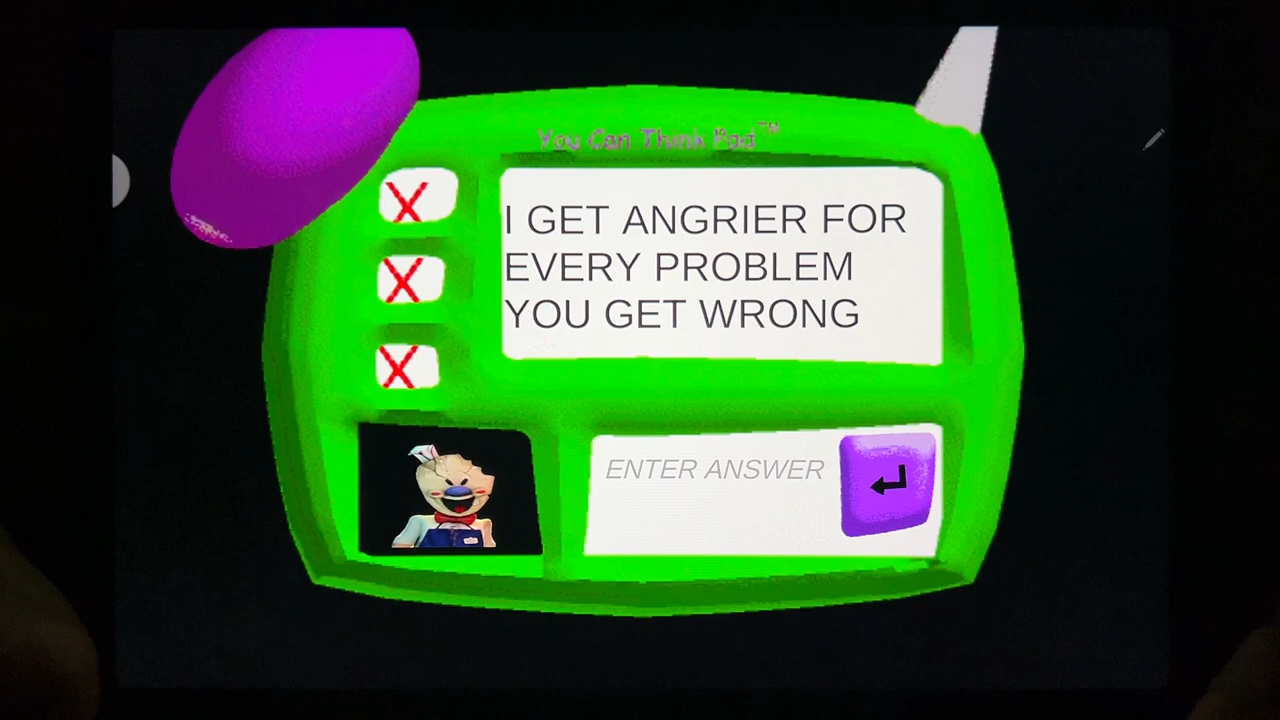 You Can Think Pad™
I GET ANGRIER FOR
EVERY PROBLEM
YOU GET WRONG
ENTER ANSWER